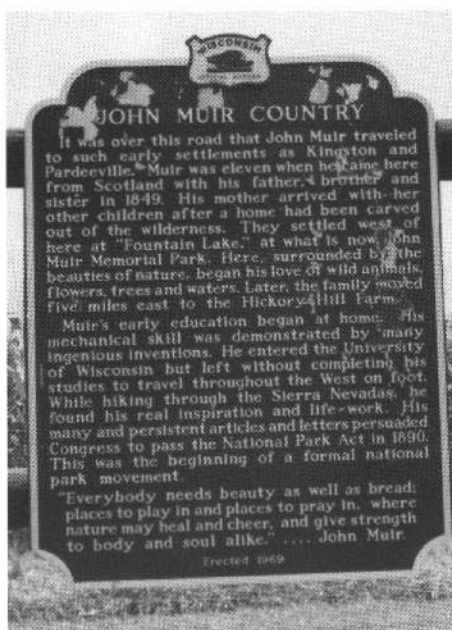 WISCONSIN
OFFICIAL MARKER
JOHN MUIR COUNTRY
It was over this road that John Muir traveled
to such early settlements as Kingston and
Pardeeville. Muir was eleven when he came here
from Scotland with his father, brother and
sister in 1849. His mother arrived with her
other children after a home had been carved
out of the wilderness. They settled west of
here at "Fountain Lake," at what is now John
Muir Memorial Park. Here, surrounded by the
beauties of nature, began his love of wild animals,
flowers, trees and waters. Later, the family moved
five miles east to the Hickory Hill Farm.
Muir's early education began at home. His
mechanical skill was demonstrated by many
ingenious inventions. He entered the University
of Wisconsin but left without completing his
studies to travel throughout the West on foot.
While hiking through the Sierra Nevadas, he
found his real inspiration and life-work. His
many and persistent articles and letters persuaded
Congress to pass the National Park Act in 1890.
This was the beginning of a formal national
park movement.
"Everybody needs beauty as well as bread;
places to play in and places to pray in, where
nature may heal and cheer, and give strength
to body and soul alike." .... John Muir.
Erected 1969